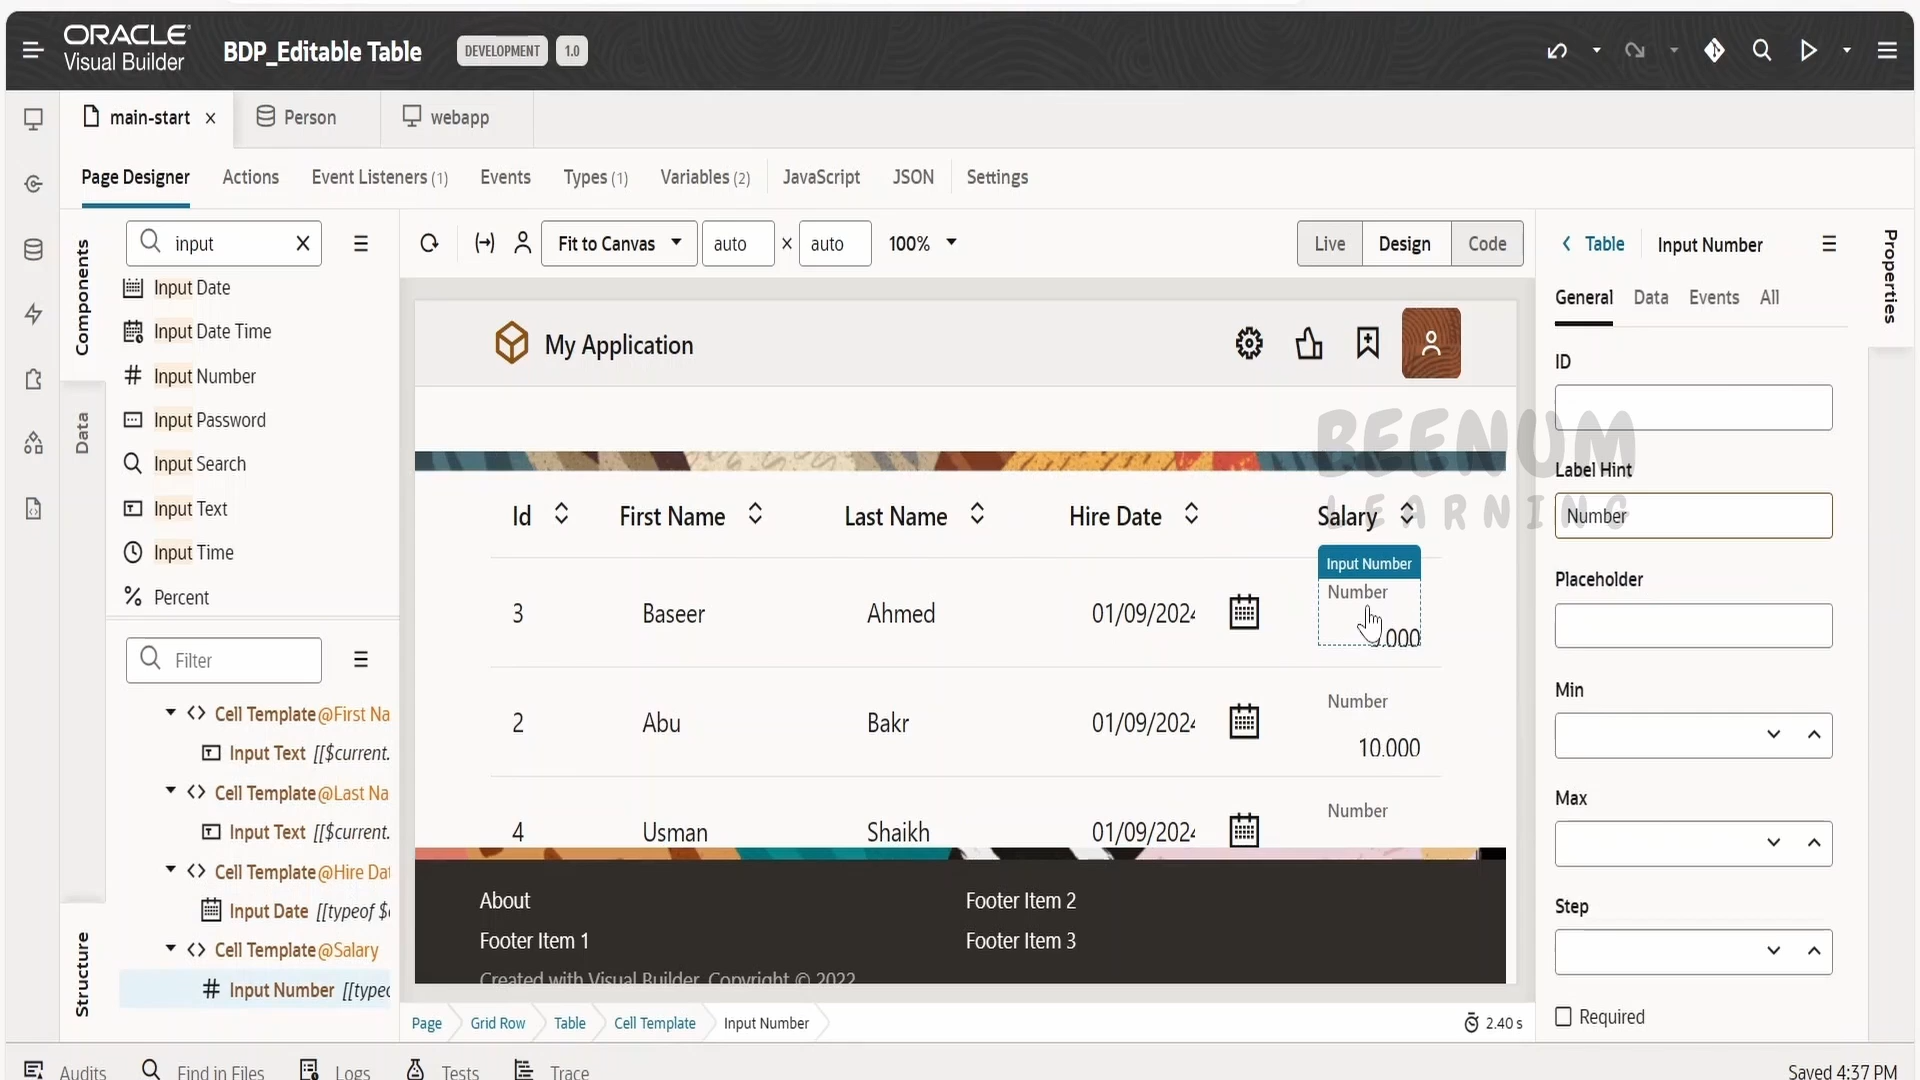 ORACLE
Visual Builder
BDP_Editable Table
DEVELOPMENT
1.0
main-start
Person
webapp
Page Designer
Actions
Event Listeners (1)
Events
Types (1)
Variables (2)
JavaScript
JSON
Settings
Components
Data
Structure
input
Input Date
Input Date Time
Input Number
Input Password
Input Search
Input Text
Input Time
Percent
Filter
Cell Template@First Na
Input Text [[$current.
Cell Template@Last Na
Input Text [[$current.
Cell Template@Hire Dat
Input Date [[typeof $c
Cell Template@Salary
Input Number [[typec
Fit to Canvas
auto
×
auto
100%
Live
Design
Code
My Application
BEENUM
LEARNING
Id
First Name
Last Name
Hire Date
Salary
Input Number
3
Baseer
Ahmed
01/09/2024
Number
.000
2
Abu
Bakr
01/09/2024
Number
10.000
4
Usman
Shaikh
01/09/2024
Number
About
Footer Item 2
Footer Item 1
Footer Item 3
Created with Visual Builder, Copyright © 2022
Page
Grid Row
Table
Cell Template
Input Number
2.40 s
Table
Input Number
Properties
General
Data
Events
All
ID
Label Hint
Number
Placeholder
Min
Max
Step
Required
Audits
Find in Files
Logs
Tests
Trace
Saved 4:37 PM